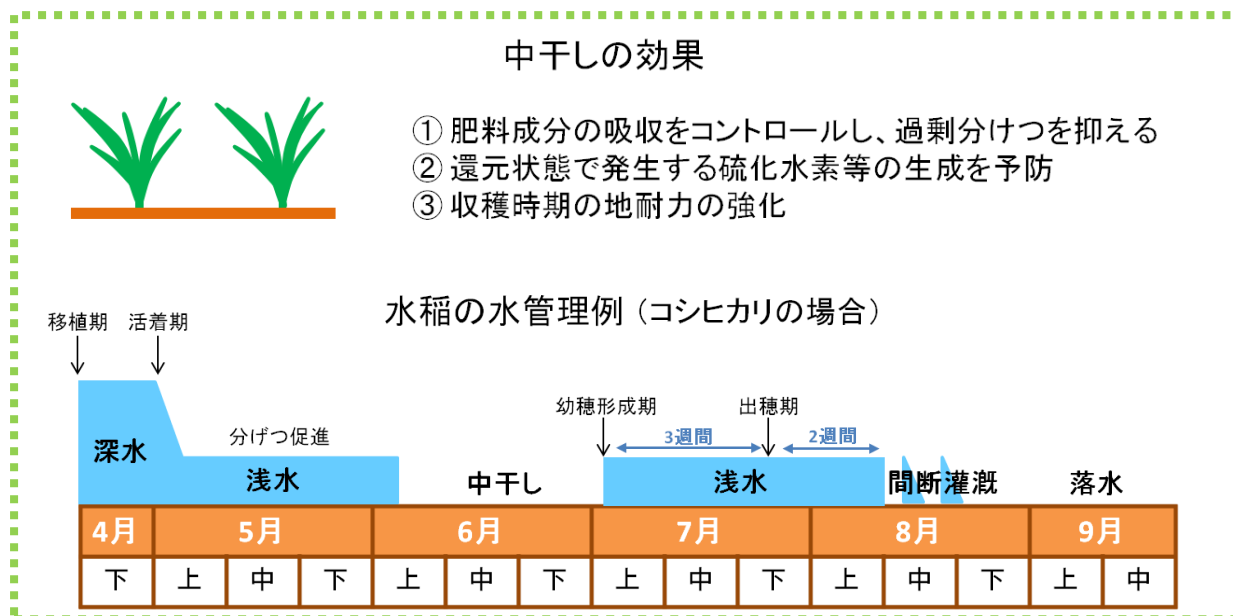 中干しの効果
① 肥料成分の吸収をコントロールし、過剰分けつを抑える
② 還元状態で発生する硫化水素等の生成を予防
③ 収穫時期の地耐力の強化
水稲の水管理例（コシヒカリの場合）
移植期 活着期
幼穂形成期 出穂期
分げつ促進 3週間 2週間
深水 浅水 中干し 浅水 間断灌漑 落水
4月 5月 6月 7月 8月 9月
下 上 中 下 上 中 下 上 中 下 上 中 下 上 中